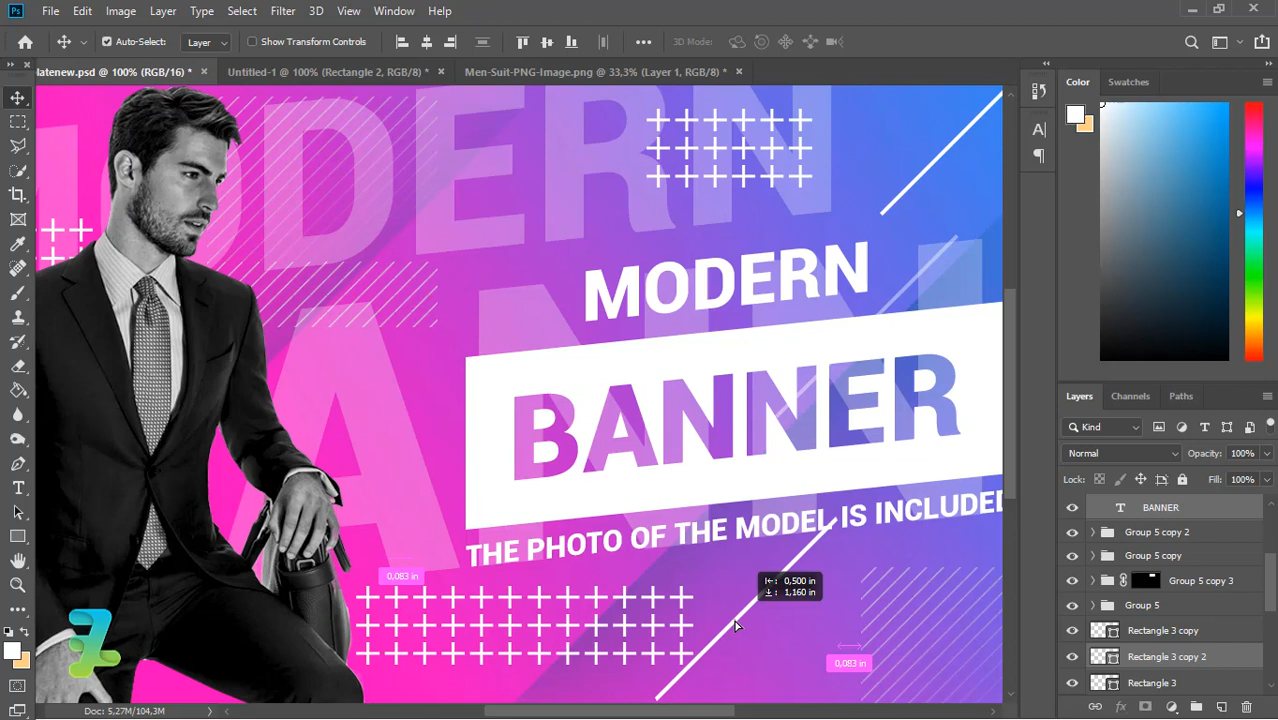 Ps File Edit Image Layer Type Select Filter 3D View Window Help
Auto-Select: Layer Show Transform Controls 3D Mode:
latenew.psd @ 100% (RGB/16) * × Untitled-1 @ 100% (Rectangle 2, RGB/8) * × Men-Suit-PNG-Image.png @ 33,3% (Layer 1, RGB/8) * ×
Color Swatches
MODERN
MODERN
BANNER
THE PHOTO OF THE MODEL IS INCLUDED
0,083 in
0,500 in
1,160 in
0,083 in
Layers Channels Paths
Kind
Normal Opacity: 100%
Lock: Fill: 100%
T BANNER
Group 5 copy 2
Group 5 copy
Group 5 copy 3
Group 5
Rectangle 3 copy
Rectangle 3 copy 2
Rectangle 3
Doc: 5,27M/104,3M